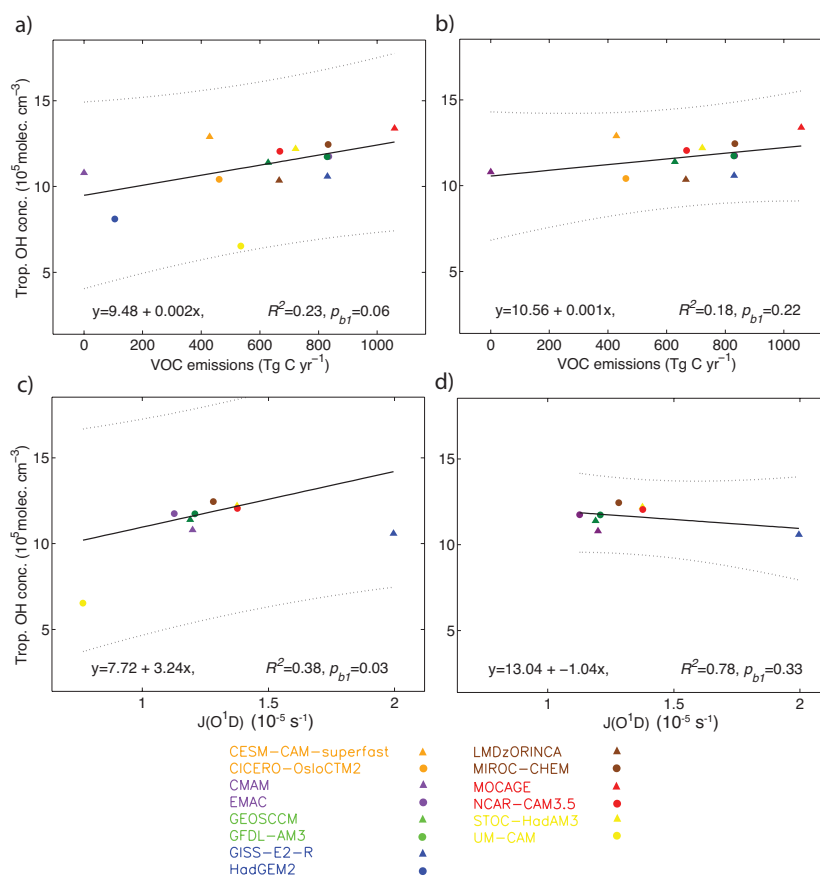 a)
b)
Trop. OH conc. (10⁵molec. cm⁻³)
15
10
5
15
10
5
y=9.48 + 0.002x, R²=0.23, p_b1=0.06
y=10.56 + 0.001x, R²=0.18, p_b1=0.22
0 200 400 600 800 1000
0 200 400 600 800 1000
VOC emissions (Tg C yr⁻¹)
VOC emissions (Tg C yr⁻¹)
c)
d)
Trop. OH conc. (10⁵molec. cm⁻³)
15
10
5
15
10
5
y=7.72 + 3.24x, R²=0.38, p_b1=0.03
y=13.04 + −1.04x, R²=0.78, p_b1=0.33
1 1.5 2
1 1.5 2
J(O¹D) (10⁻⁵ s⁻¹)
J(O¹D) (10⁻⁵ s⁻¹)
CESM−CAM−superfast
CICERO−OsloCTM2
CMAM
EMAC
GEOSCCM
GFDL−AM3
GISS−E2−R
HadGEM2
LMDzORINCA
MIROC−CHEM
MOCAGE
NCAR−CAM3.5
STOC−HadAM3
UM−CAM